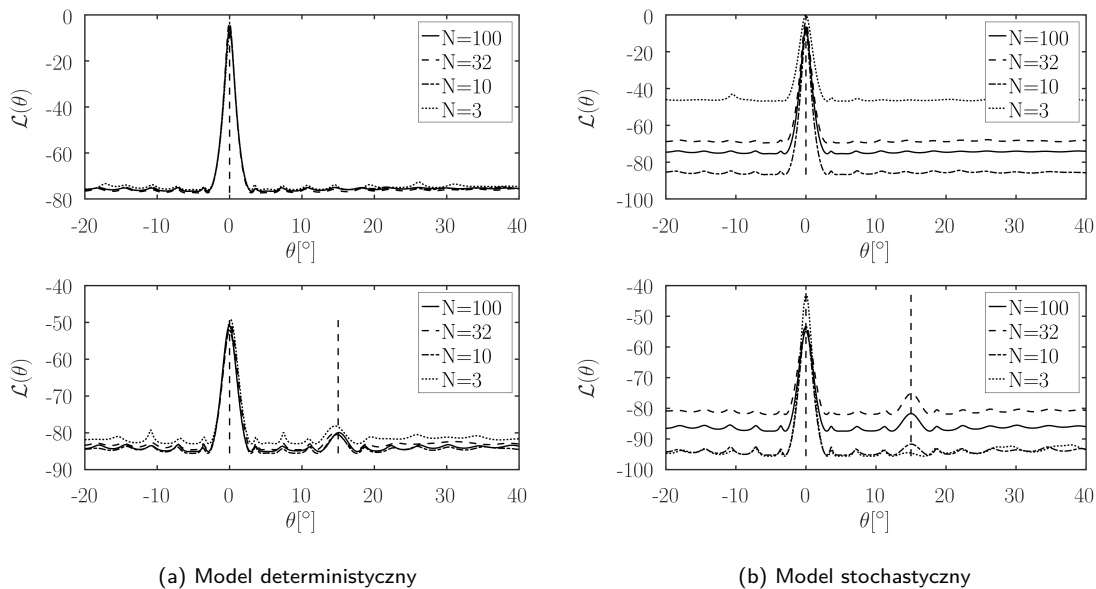 0
-20
-40
-60
-80
ℒ(θ)
N=100
N=32
N=10
N=3
-20 -10 0 10 20 30 40
θ[°]
0
-20
-40
-60
-80
-100
ℒ(θ)
N=100
N=32
N=10
N=3
-20 -10 0 10 20 30 40
θ[°]
-40
-50
-60
-70
-80
-90
ℒ(θ)
N=100
N=32
N=10
N=3
-20 -10 0 10 20 30 40
θ[°]
-40
-50
-60
-70
-80
-90
-100
ℒ(θ)
N=100
N=32
N=10
N=3
-20 -10 0 10 20 30 40
θ[°]
(a) Model deterministyczny
(b) Model stochastyczny